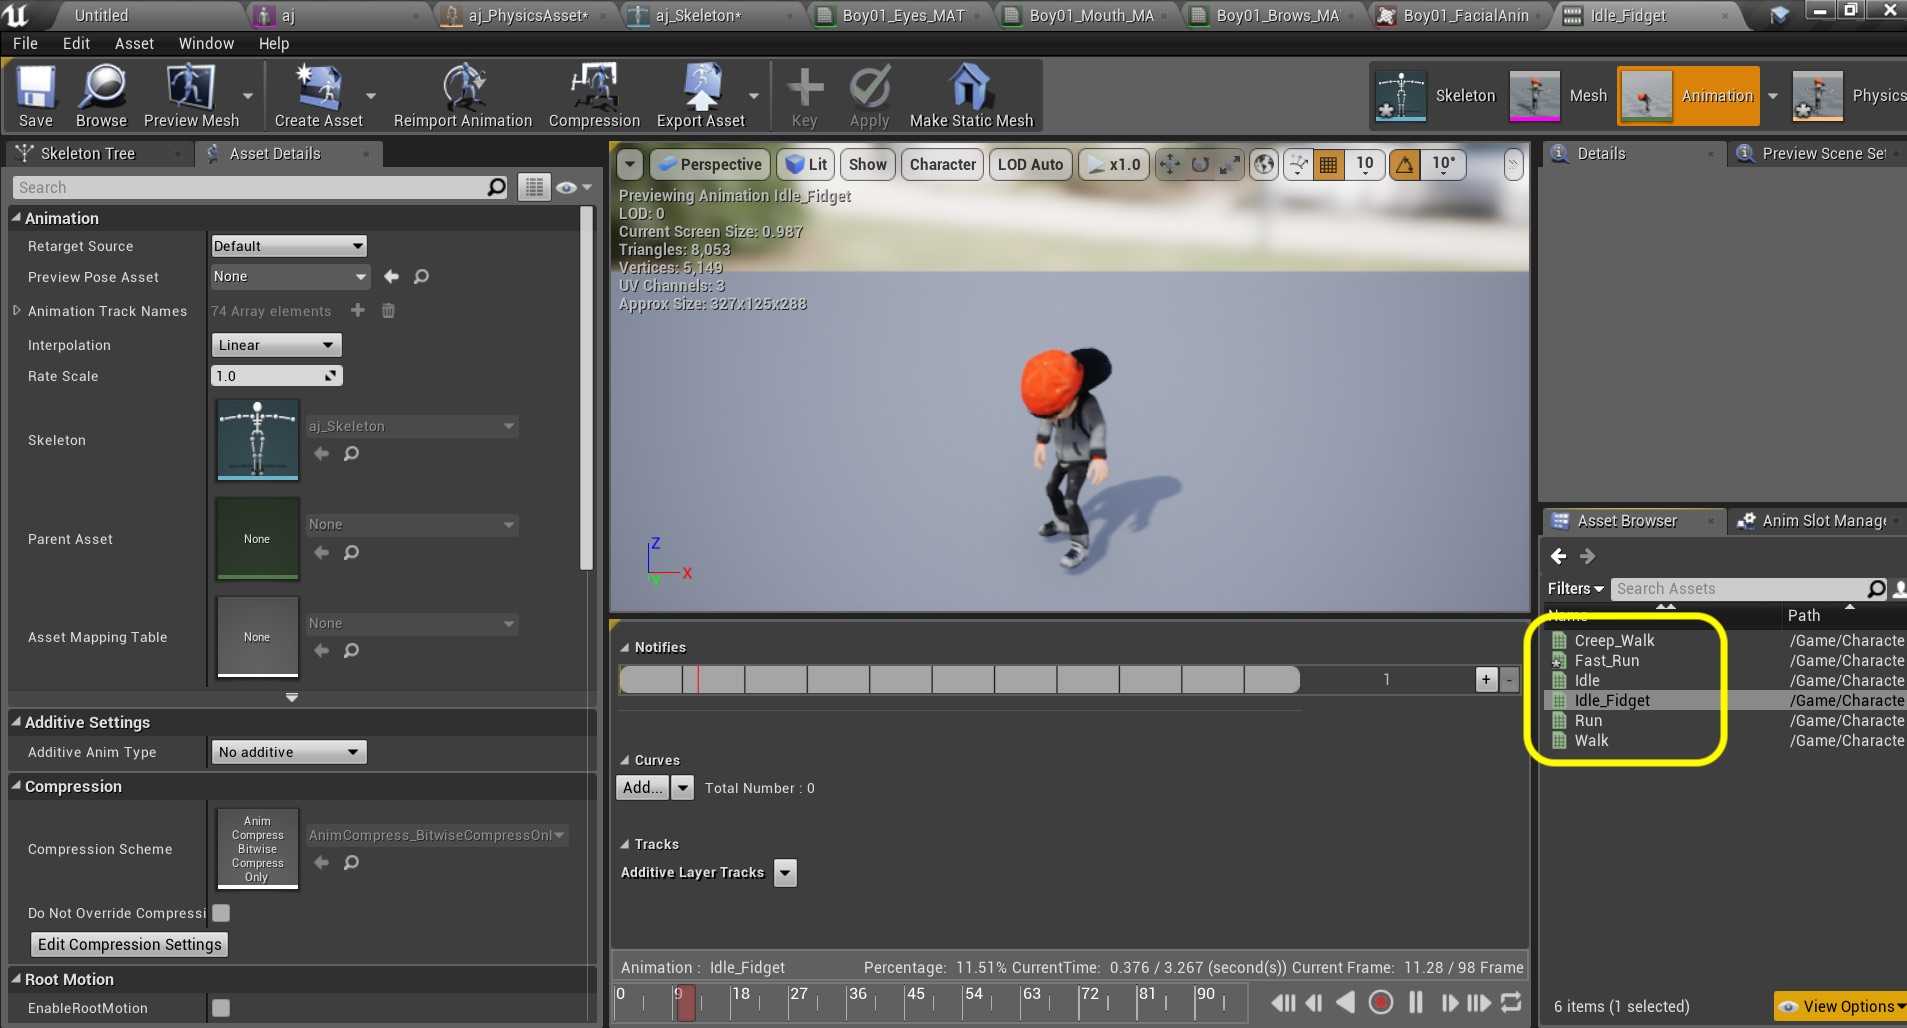 Untitled
aj
aj_PhysicsAsset*
aj_Skeleton*
Boy01_Eyes_MAT
Boy01_Mouth_MA
Boy01_Brows_MA
Boy01_FacialAnin
Idle_Fidget
File Edit Asset Window Help
Save Browse Preview Mesh Create Asset Reimport Animation Compression Export Asset Key Apply Make Static Mesh
Skeleton Mesh Animation Physics
Skeleton Tree
Asset Details
Search
Animation
Retarget Source Default
Preview Pose Asset None
Animation Track Names 74 Array elements
Interpolation Linear
Rate Scale 1.0
Skeleton aj_Skeleton
Parent Asset None None
Asset Mapping Table None None
Additive Settings
Additive Anim Type No additive
Compression
Compression Scheme
Anim
Compress
Bitwise
Compress
Only
AnimCompress_BitwiseCompressOnl
Do Not Override Compressi
Edit Compression Settings
Root Motion
EnableRootMotion
Perspective Lit Show Character LOD Auto x1.0 10 10°
Previewing Animation Idle_Fidget
LOD: 0
Current Screen Size: 0.987
Triangles: 8,053
Vertices: 5,149
UV Channels: 3
Approx Size: 327x125x288
Z
X
Y
Notifies
1 + -
Curves
Add... Total Number : 0
Tracks
Additive Layer Tracks
Animation : Idle_Fidget Percentage: 11.51% CurrentTime: 0.376 / 3.267 (second(s)) Current Frame: 11.28 / 98 Frame
0 9 18 27 36 45 54 63 72 81 90
Details
Preview Scene Set
Asset Browser
Anim Slot Manage
Filters Search Assets
Name Path
Creep_Walk /Game/Characte
Fast_Run /Game/Characte
Idle /Game/Characte
Idle_Fidget /Game/Characte
Run /Game/Characte
Walk /Game/Characte
6 items (1 selected)
View Options